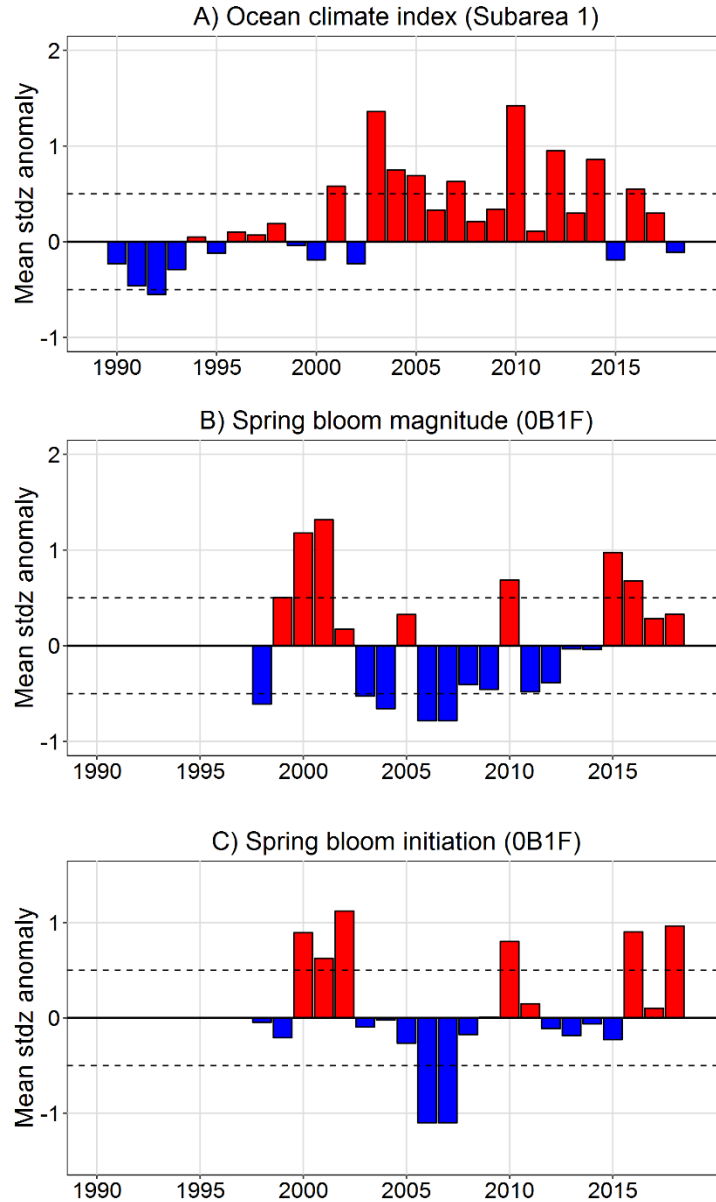 A) Ocean climate index (Subarea 1)
Mean stdz anomaly
2
1
0
-1
1990 1995 2000 2005 2010 2015
B) Spring bloom magnitude (0B1F)
Mean stdz anomaly
2
1
0
-1
1990 1995 2000 2005 2010 2015
C) Spring bloom initiation (0B1F)
Mean stdz anomaly
1
0
-1
1990 1995 2000 2005 2010 2015